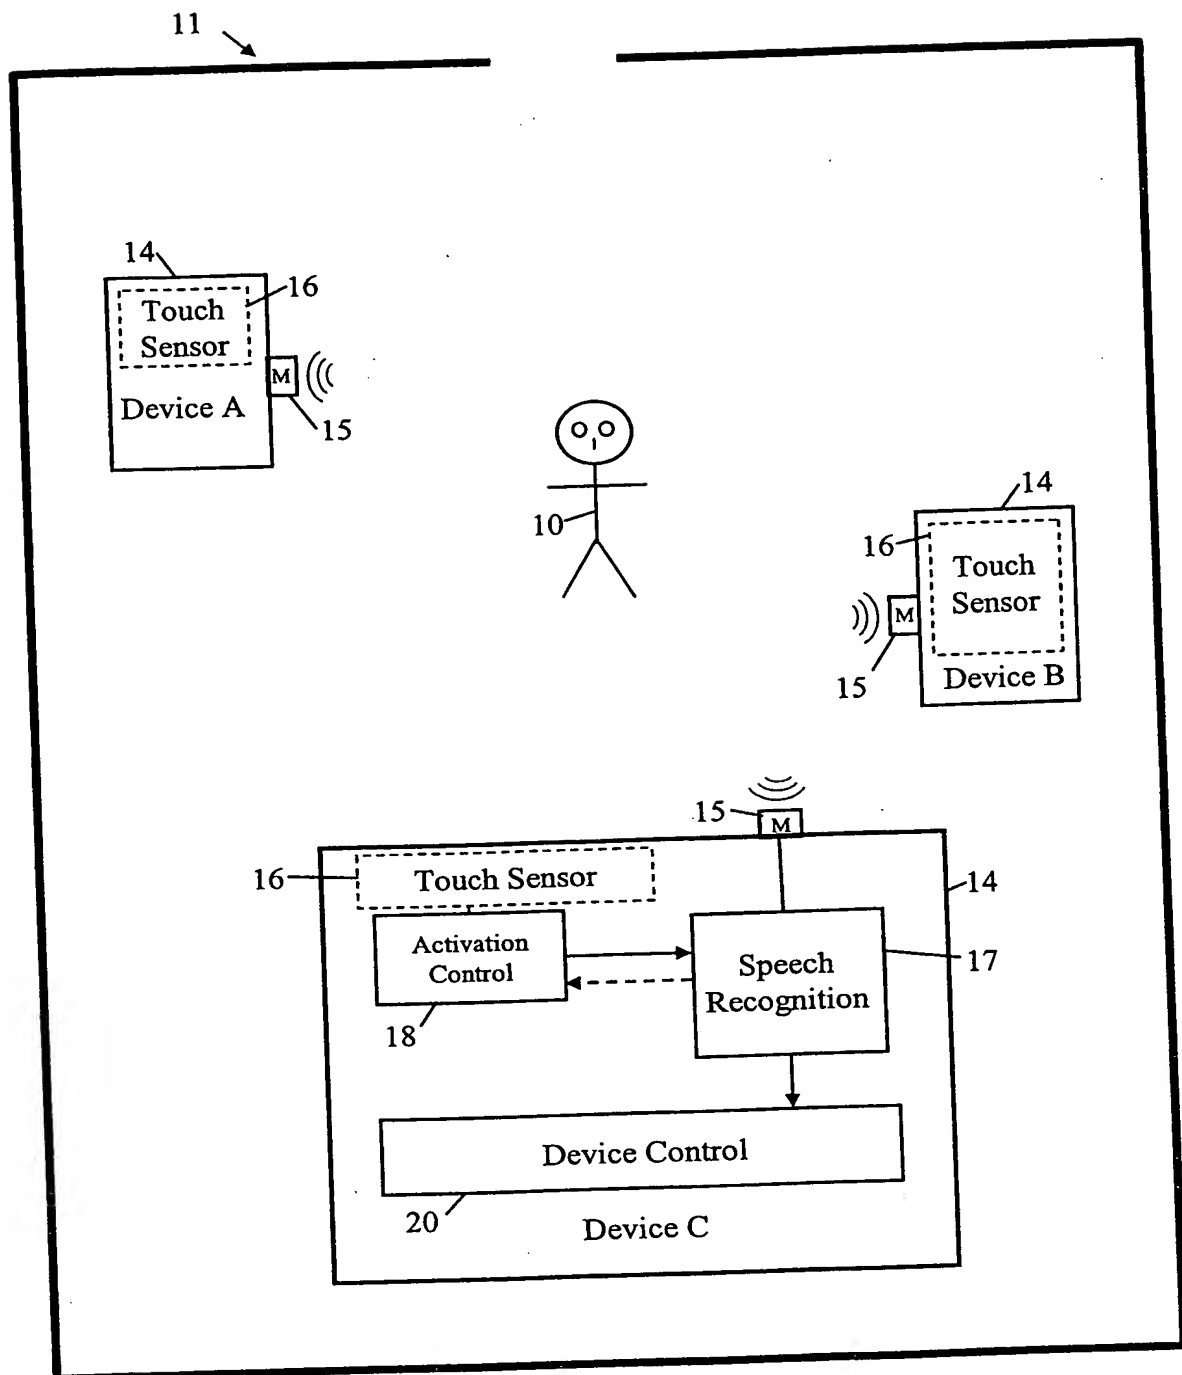 11
14
16
Touch
Sensor
M
Device A
15
10
14
16
Touch
Sensor
M
15
Device B
15
M
16
Touch Sensor
14
Activation
Control
Speech
Recognition
17
18
Device Control
20
Device C